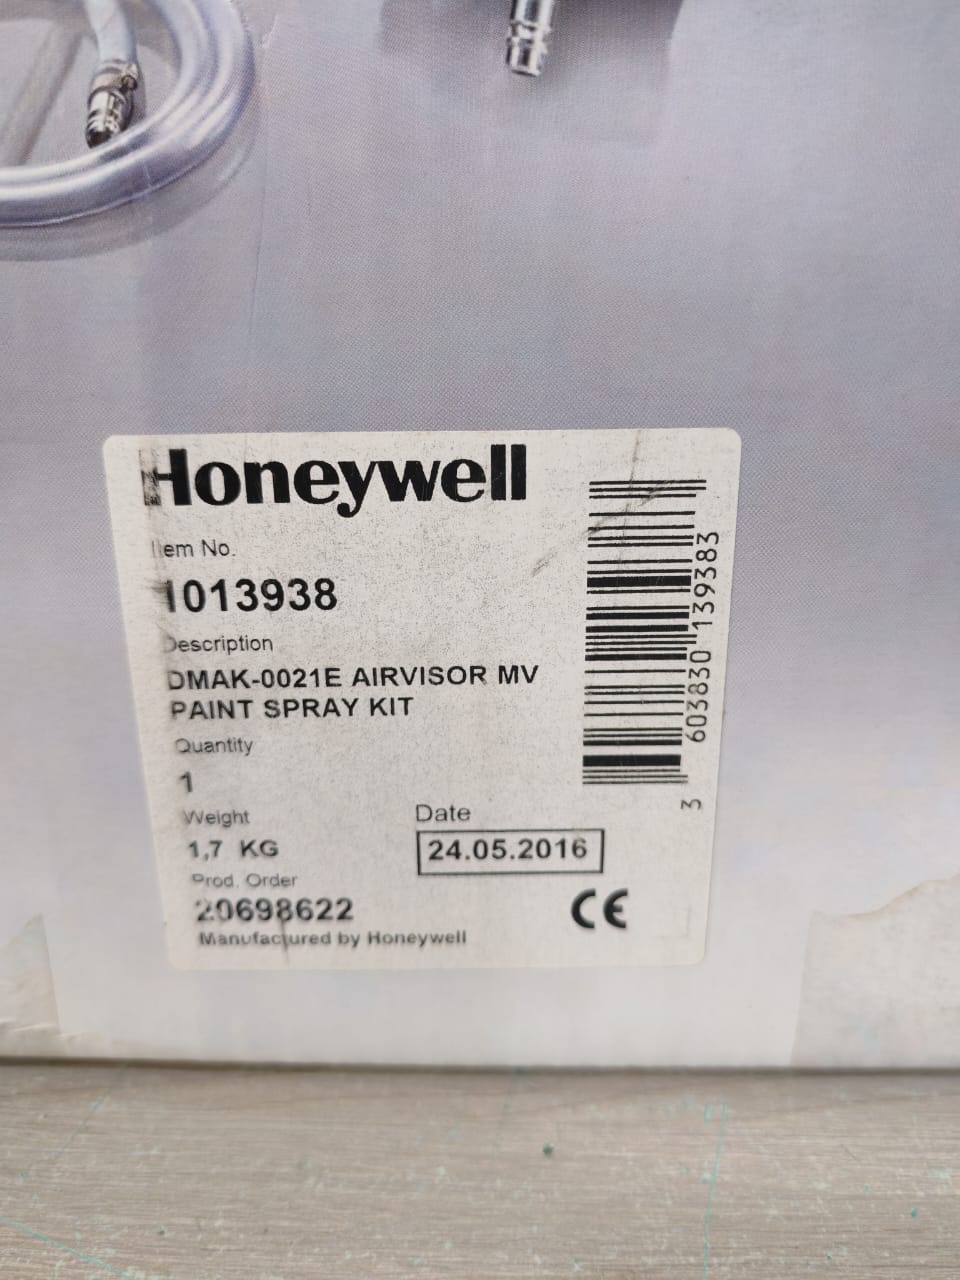 Honeywell
Item No.
1013938
Description
DMAK-0021E AIRVISOR MV
PAINT SPRAY KIT
Quantity
1
Weight
1,7 KG
Date
24.05.2016
Prod. Order
20698622
Manufactured by Honeywell
CE
3 603830 139383